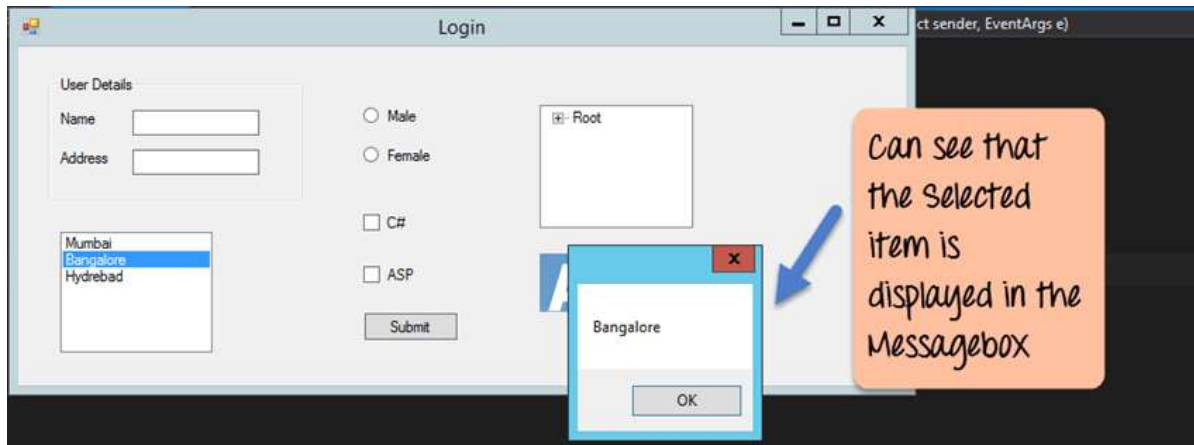 Login
ct sender, EventArgs e)
User Details
Name
Address
Male
Female
Root
C#
ASP
Submit
Mumbai
Bangalore
Hydrebad
Bangalore
OK
Can see that
the Selected
item is
displayed in the
Messagebox